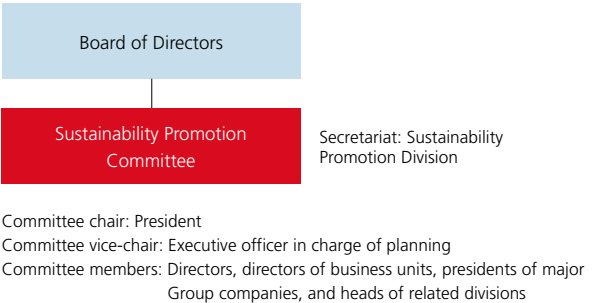 Board of Directors
Sustainability Promotion
Committee
Secretariat: Sustainability
Promotion Division
Committee chair: President
Committee vice-chair: Executive officer in charge of planning
Committee members: Directors, directors of business units, presidents of major
Group companies, and heads of related divisions